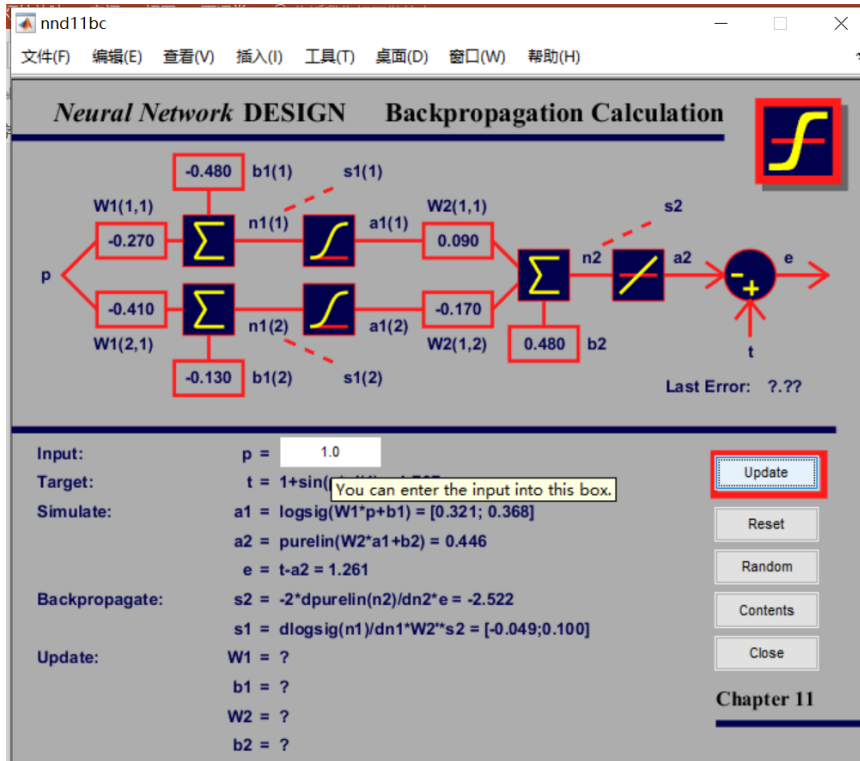 nnd11bc
文件(F) 编辑(E) 查看(V) 插入(I) 工具(T) 桌面(D) 窗口(W) 帮助(H)
Neural Network DESIGN Backpropagation Calculation
-0.480 b1(1) s1(1)
W1(1,1) W2(1,1) s2
n1(1) a1(1)
-0.270 0.090
n2 a2 e
p
-0.410 -0.170
n1(2) a1(2)
W1(2,1) W2(1,2) 0.480 b2 t
-0.130 b1(2) s1(2)
Last Error: ?.??
Input: p = 1.0
You can enter the input into this box.
Target: t = 1+sin(
Simulate: a1 = logsig(W1*p+b1) = [0.321; 0.368]
a2 = purelin(W2*a1+b2) = 0.446
e = t-a2 = 1.261
Backpropagate: s2 = -2*dpurelin(n2)/dn2*e = -2.522
s1 = dlogsig(n1)/dn1*W2'*s2 = [-0.049;0.100]
Update: W1 = ?
b1 = ?
W2 = ?
b2 = ?
Update
Reset
Random
Contents
Close
Chapter 11